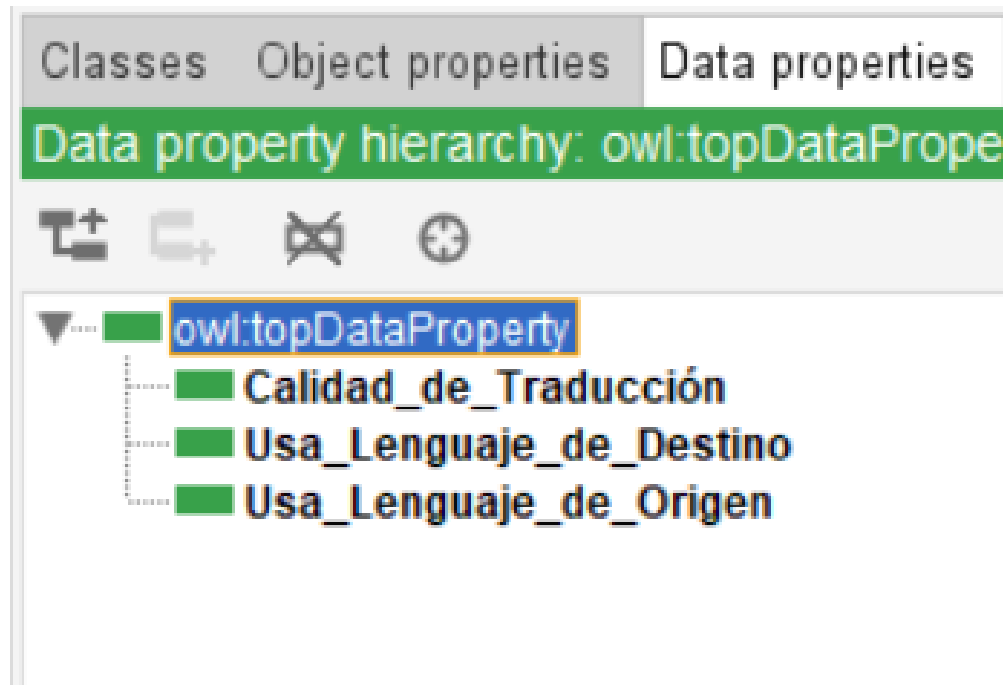 Classes Object properties Data properties
Data property hierarchy: owl:topDataPrope
owl:topDataProperty
Calidad_de_Traducción
Usa_Lenguaje_de_Destino
Usa_Lenguaje_de_Origen